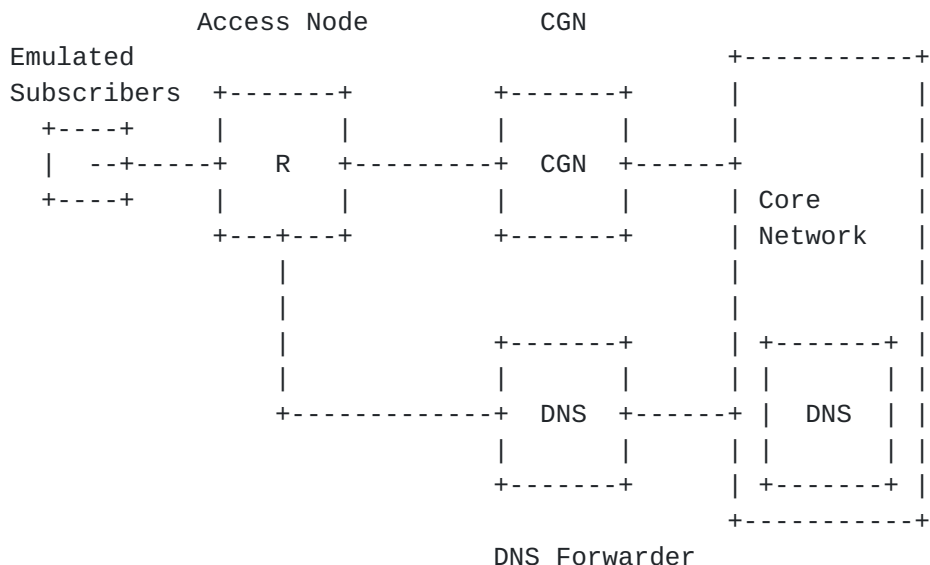 Access Node CGN
Emulated
Subscribers
R CGN
Core
Network
DNS DNS
DNS Forwarder